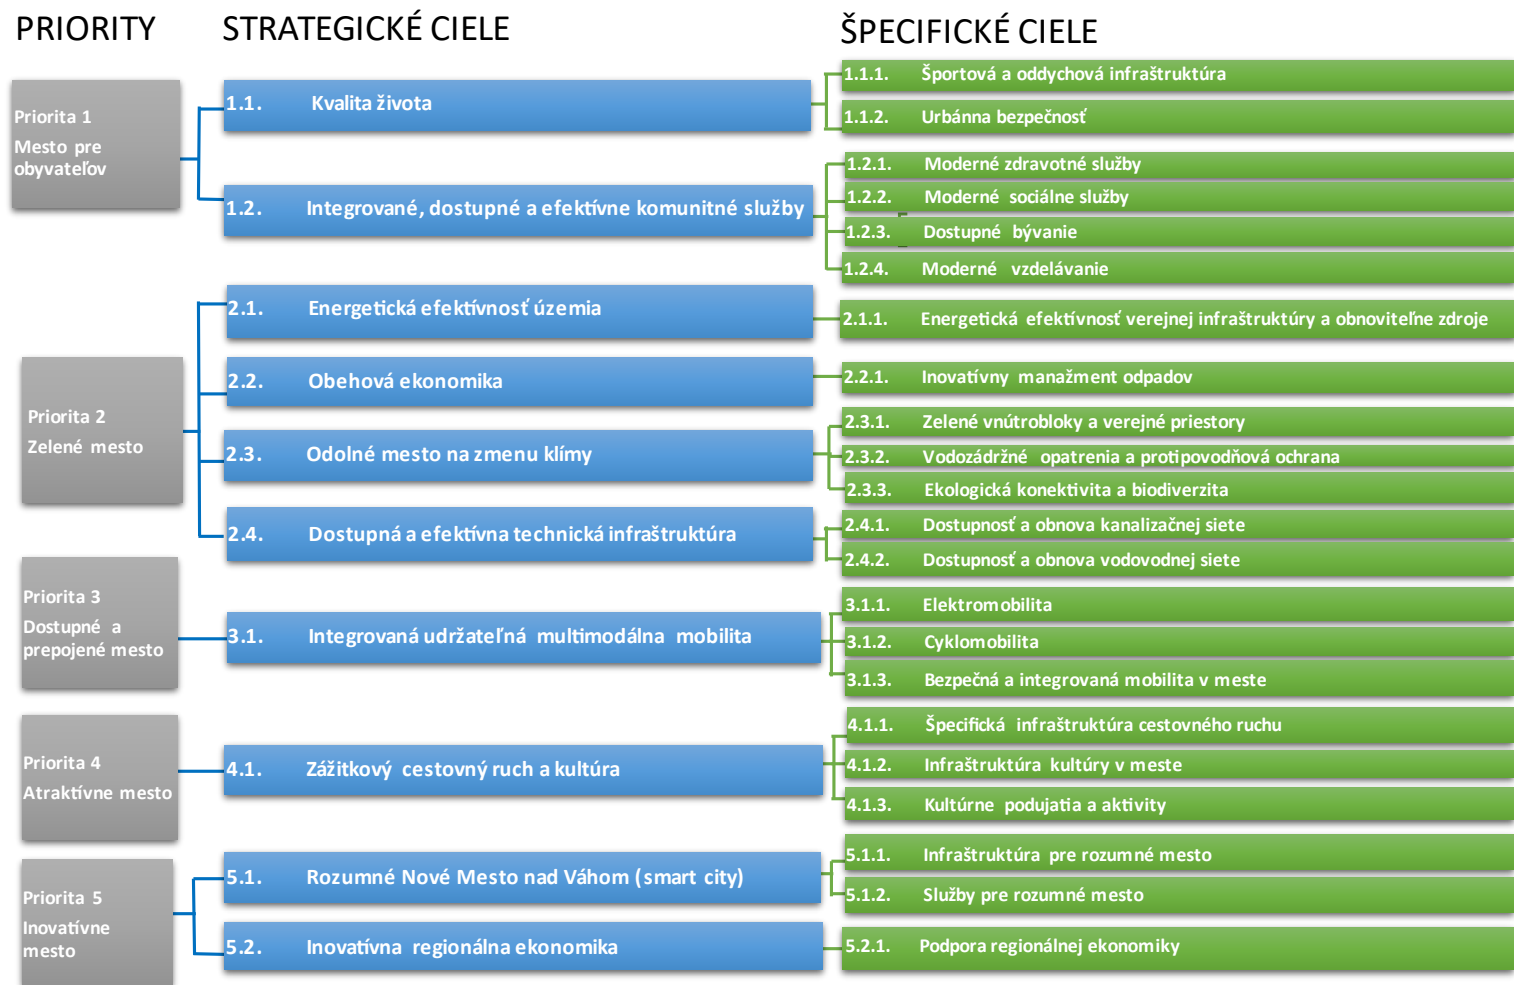 PRIORITY STRATEGICKÉ CIELE ŠPECIFICKÉ CIELE
Priorita 1
Mesto pre
obyvateľov
1.1. Kvalita života
1.1.1. Športová a oddychová infraštruktúra
1.1.2. Urbánna bezpečnosť
1.2. Integrované, dostupné a efektívne komunitné služby
1.2.1. Moderné zdravotné služby
1.2.2. Moderné sociálne služby
1.2.3. Dostupné bývanie
1.2.4. Moderné vzdelávanie
Priorita 2
Zelené mesto
2.1. Energetická efektívnosť územia
2.1.1. Energetická efektívnosť verejnej infraštruktúry a obnoviteľne zdroje
2.2. Obehová ekonomika
2.2.1. Inovatívny manažment odpadov
2.3. Odolné mesto na zmenu klímy
2.3.1. Zelené vnútrobloky a verejné priestory
2.3.2. Vodozádržné opatrenia a protipovodňová ochrana
2.3.3. Ekologická konektivita a biodiverzita
2.4. Dostupná a efektívna technická infraštruktúra
2.4.1. Dostupnosť a obnova kanalizačnej siete
2.4.2. Dostupnosť a obnova vodovodnej siete
Priorita 3
Dostupné a
prepojené mesto
3.1. Integrovaná udržateľná multimodálna mobilita
3.1.1. Elektromobilita
3.1.2. Cyklomobilita
3.1.3. Bezpečná a integrovaná mobilita v meste
Priorita 4
Atraktívne mesto
4.1. Zážitkový cestovný ruch a kultúra
4.1.1. Špecifická infraštruktúra cestovného ruchu
4.1.2. Infraštruktúra kultúry v meste
4.1.3. Kultúrne podujatia a aktivity
Priorita 5
Inovatívne
mesto
5.1. Rozumné Nové Mesto nad Váhom (smart city)
5.1.1. Infraštruktúra pre rozumné mesto
5.1.2. Služby pre rozumné mesto
5.2. Inovatívna regionálna ekonomika
5.2.1. Podpora regionálnej ekonomiky